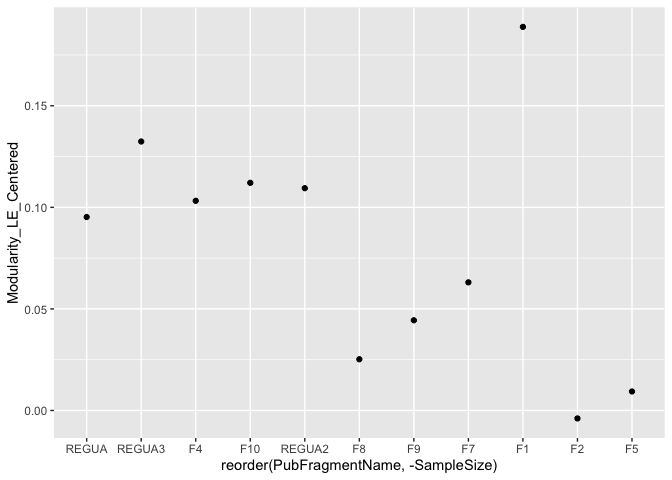 Modularity_LE_Centered
0.15
0.10
0.05
0.00
REGUA REGUA3 F4 F10 REGUA2 F8 F9 F7 F1 F2 F5
reorder(PubFragmentName, -SampleSize)